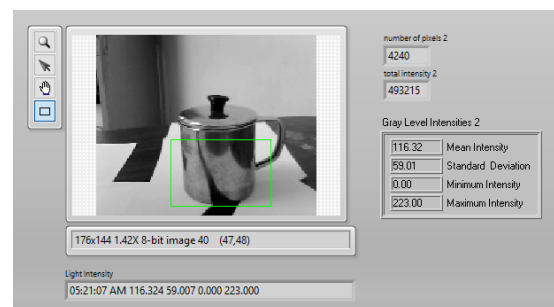 number of pixels 2
4240
total intensity 2
493215
Gray Level Intensities 2
116.32 Mean Intensity
59.01 Standard Deviation
0.00 Minimum Intensity
223.00 Maximum Intensity
176x144 1.42X 8-bit image 40 (47,48)
Light Intensity
05:21:07 AM 116.324 59.007 0.000 223.000